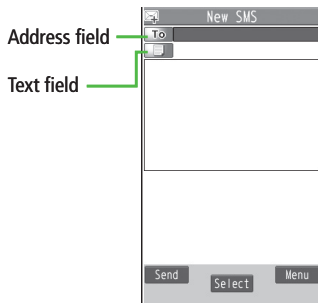 New SMS
Address field
To
Text field
Send
Select
Menu